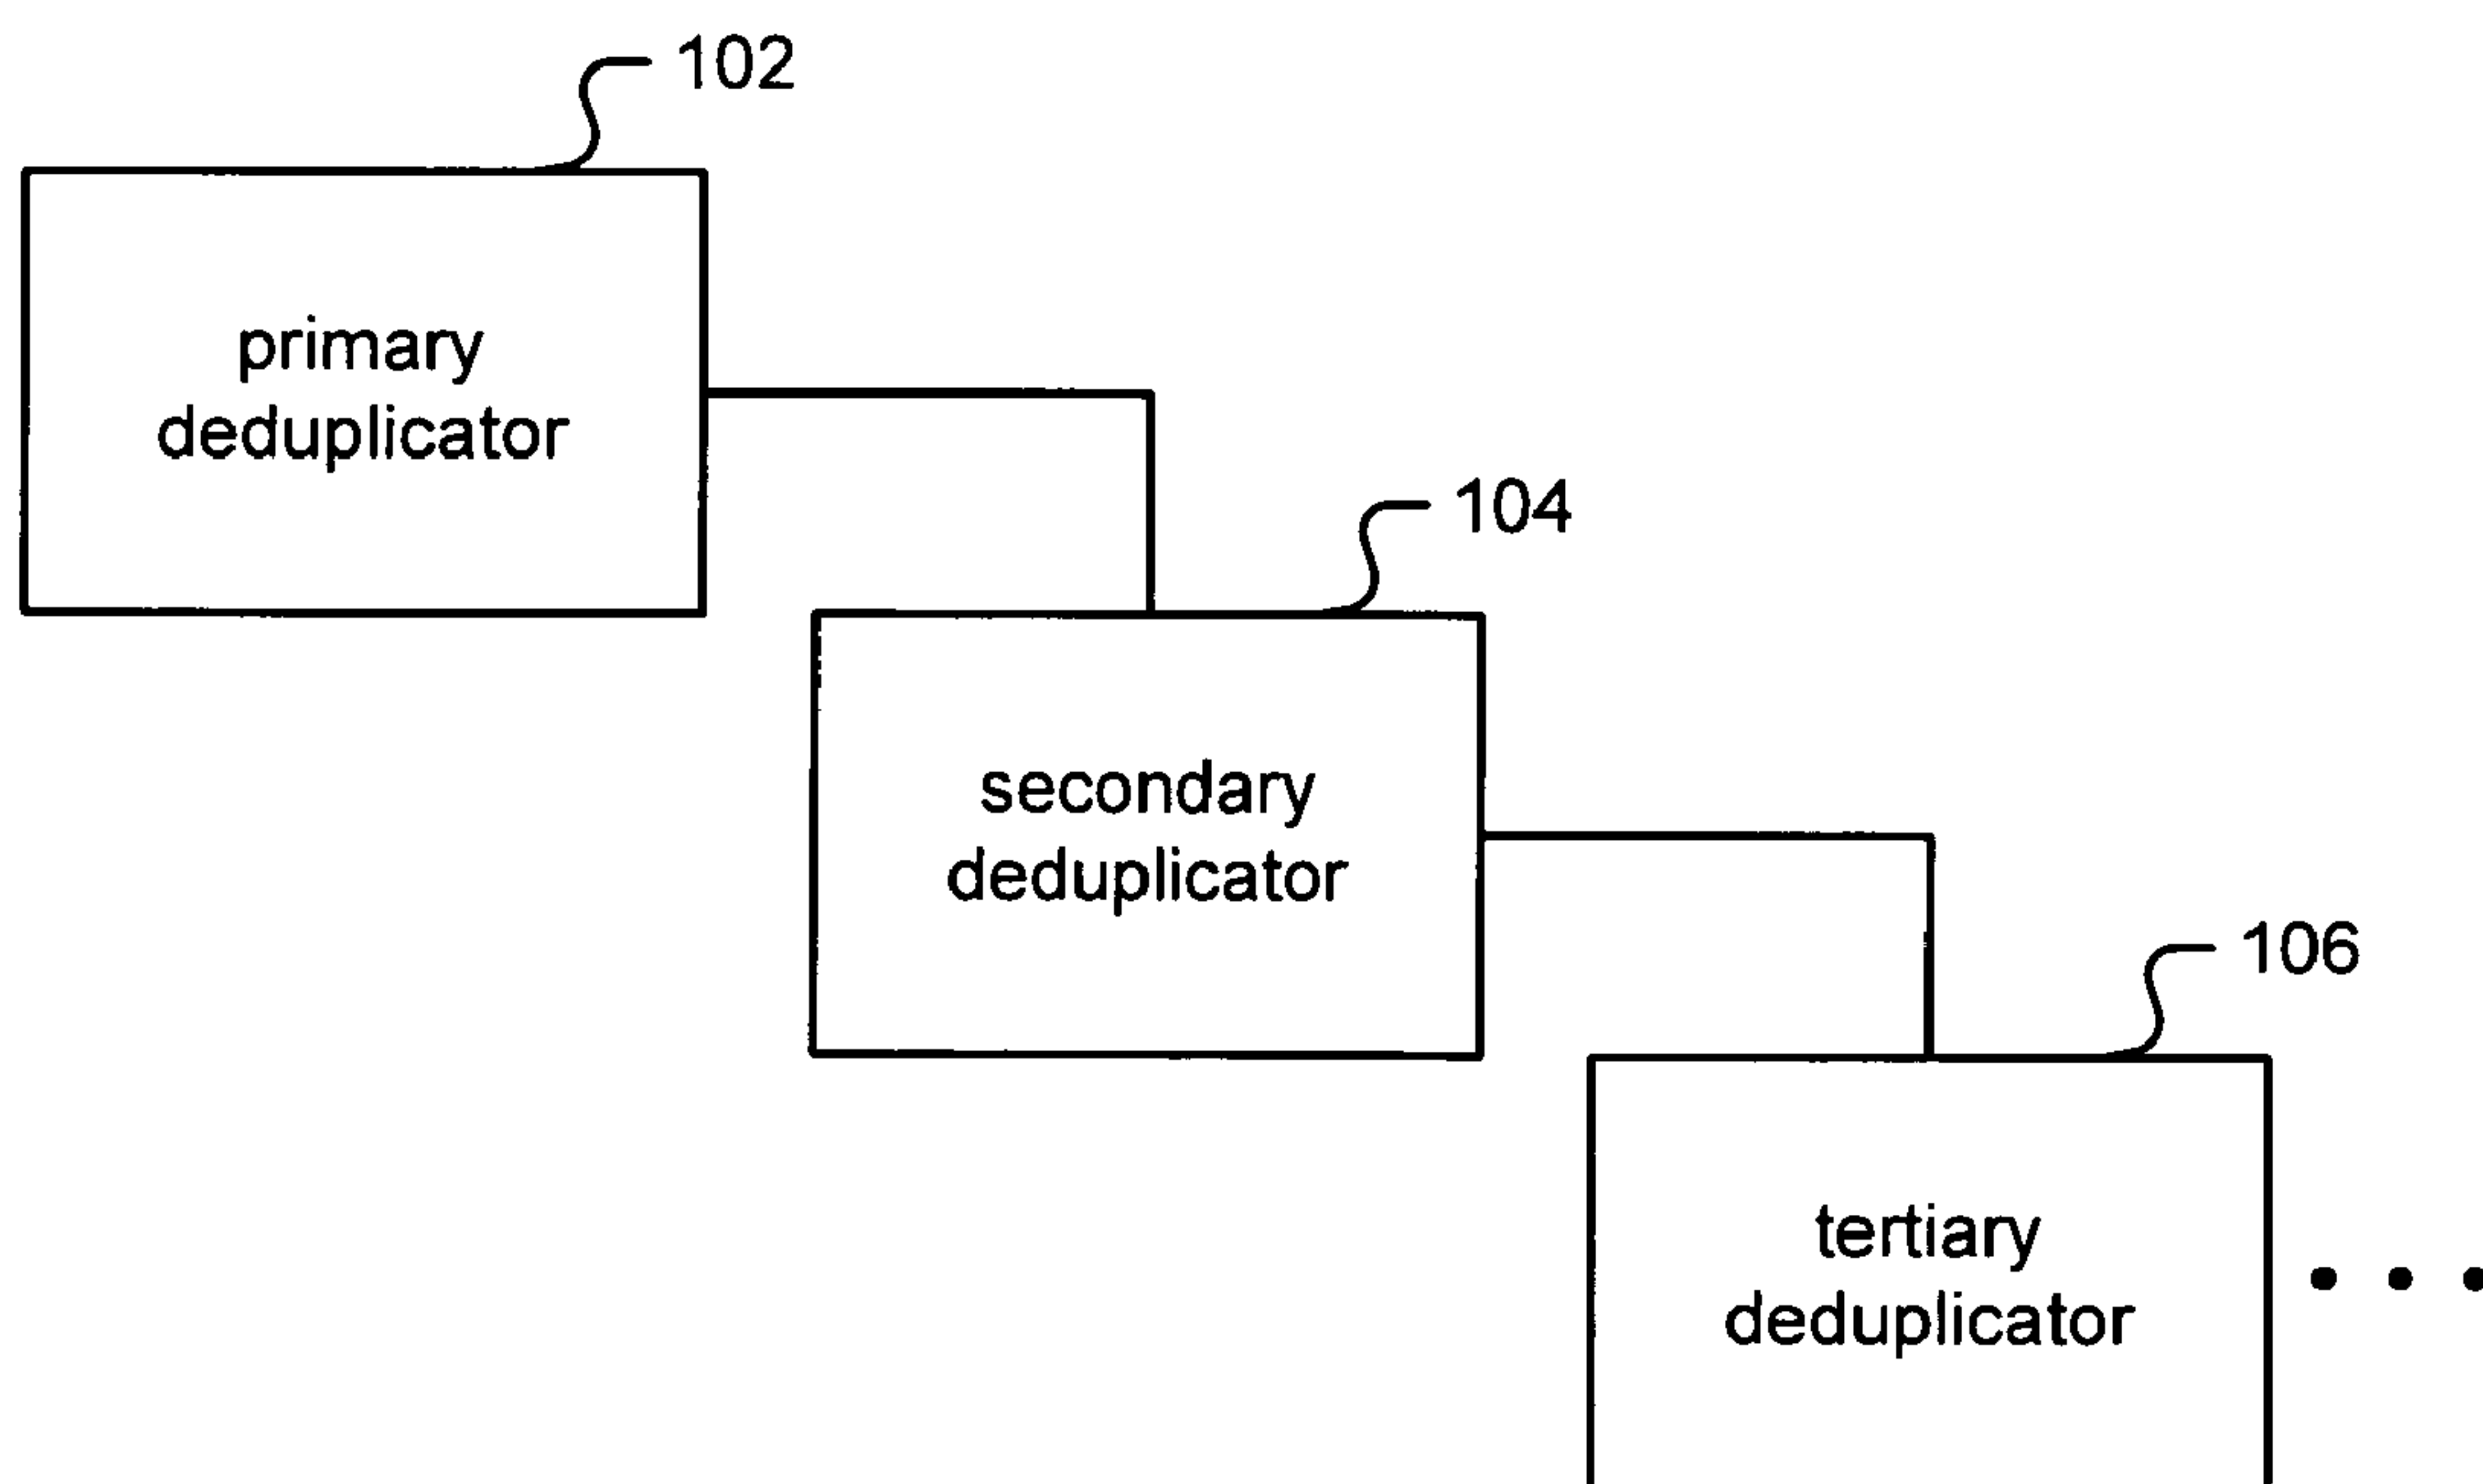 102
primary
deduplicator
104
secondary
deduplicator
106
tertiary
deduplicator
. . .